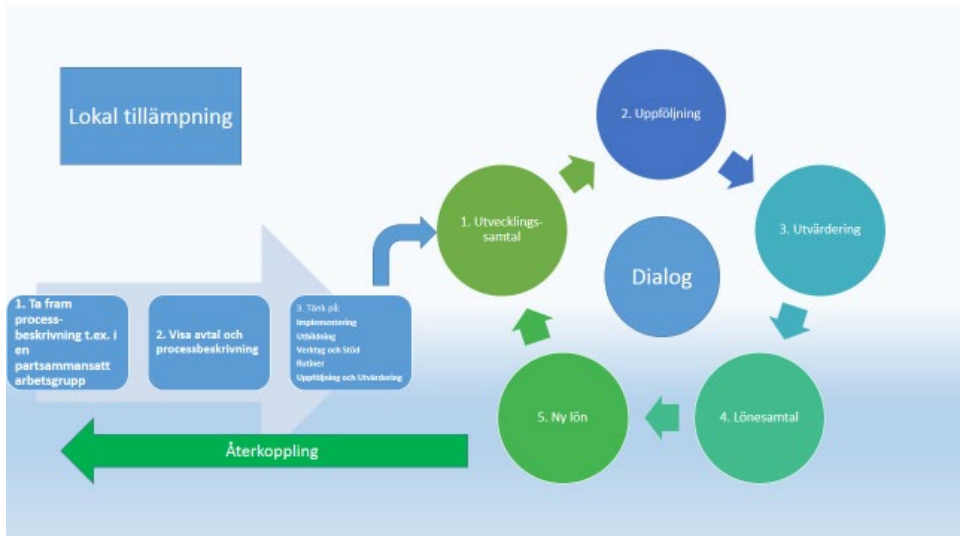 Lokal tillämpning
2. Uppföljning
1. Utvecklings-
samtal
3. Utvärdering
Dialog
1. Ta fram
process-
beskrivning t.ex. i
en
partsammansatt
arbetsgrupp
2. Visa avtal och
processbeskrivning
3. Tänk på:
Implementering
Utbildning
Verktyg och Stöd
Rutiner
Uppföljning och Utvärdering
5. Ny lön
4. Lönesamtal
Återkoppling